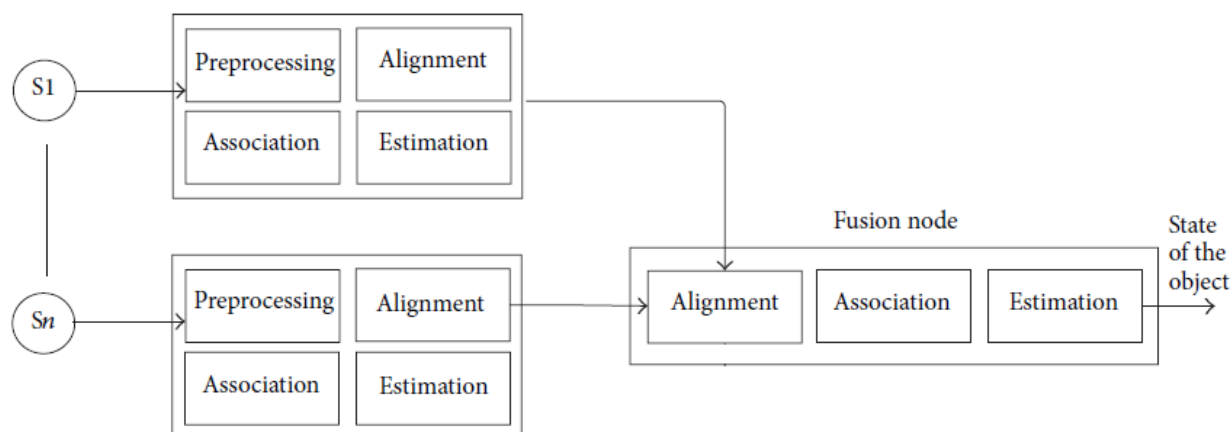 S1
Preprocessing
Alignment
Association
Estimation
Sn
Preprocessing
Alignment
Association
Estimation
Fusion node
Alignment
Association
Estimation
State
of the
object